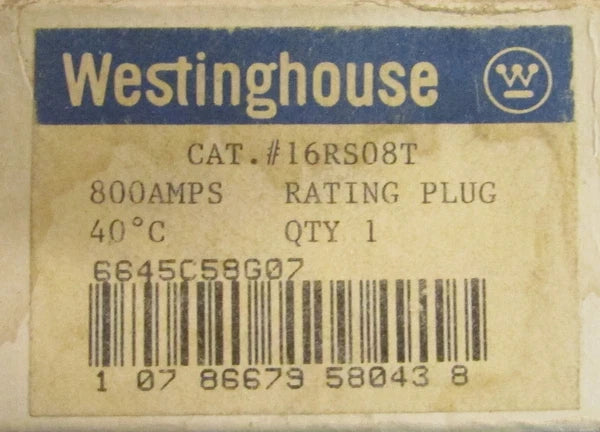 Westinghouse W
CAT.#16RS08T
800AMPS RATING PLUG
40°C QTY 1
6645C58G07
1 07 86679 58043 8